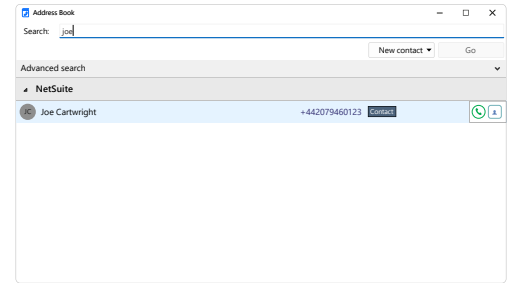 Address Book
Search: joe
New contact Go
Advanced search
NetSuite
JC Joe Cartwright +442079460123 Contact